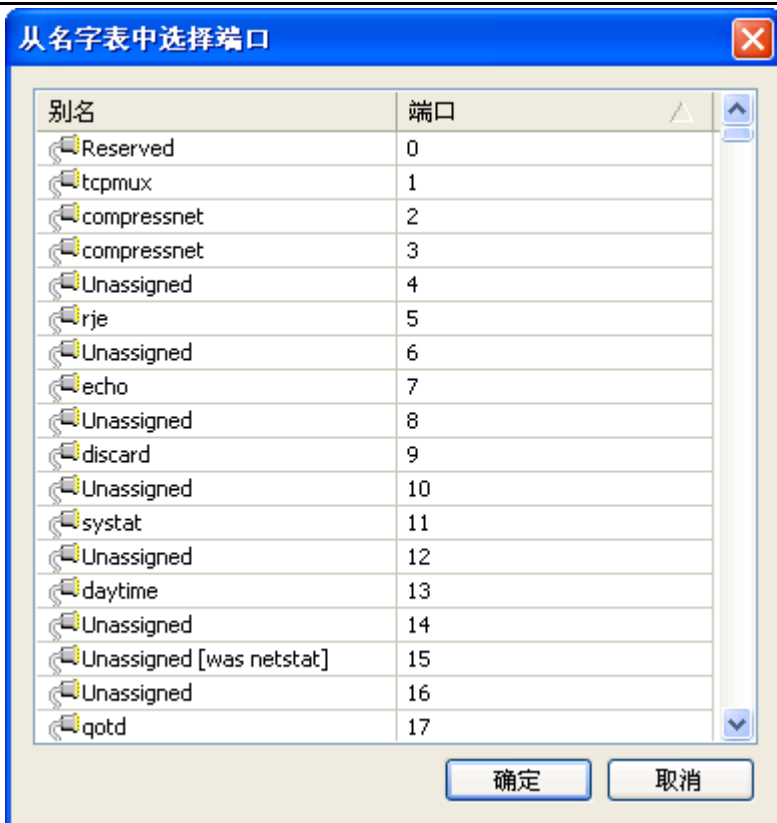 从名字表中选择端口
别名 端口
Reserved 0
tcpmux 1
compressnet 2
compressnet 3
Unassigned 4
rje 5
Unassigned 6
echo 7
Unassigned 8
discard 9
Unassigned 10
systat 11
Unassigned 12
daytime 13
Unassigned 14
Unassigned [was netstat] 15
Unassigned 16
qotd 17
确定 取消